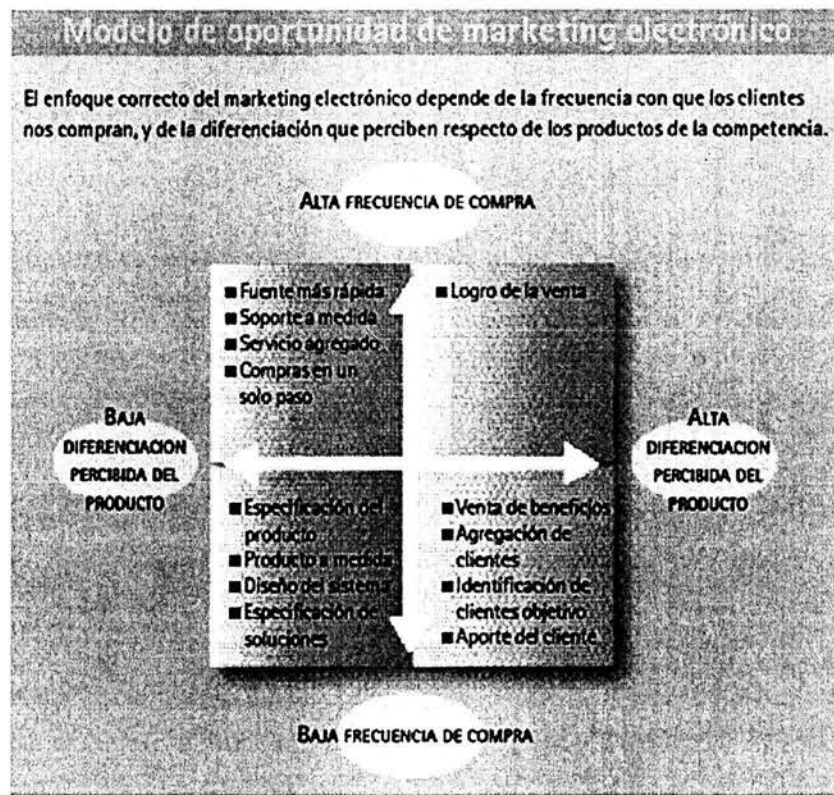 Modelo de oportunidad de marketing electrónico
El enfoque correcto del marketing electrónico depende de la frecuencia con que los clientes
nos compran, y de la diferenciación que perciben respecto de los productos de la competencia.
ALTA FRECUENCIA DE COMPRA
■ Fuente más rápida
■ Soporte a medida
■ Servicio agregado
■ Compras en un
solo paso
■ Logro de la venta
BAJA
DIFERENCIACION
PERCIBIDA DEL
PRODUCTO
ALTA
DIFERENCIACION
PERCIBIDA DEL
PRODUCTO
■ Especificación del
producto
■ Producto a medida
■ Diseño del sistema
■ Especificación de
soluciones
■ Venta de beneficios
■ Agregación de
clientes
■ Identificación de
clientes objetivo
■ Aporte del cliente
BAJA FRECUENCIA DE COMPRA